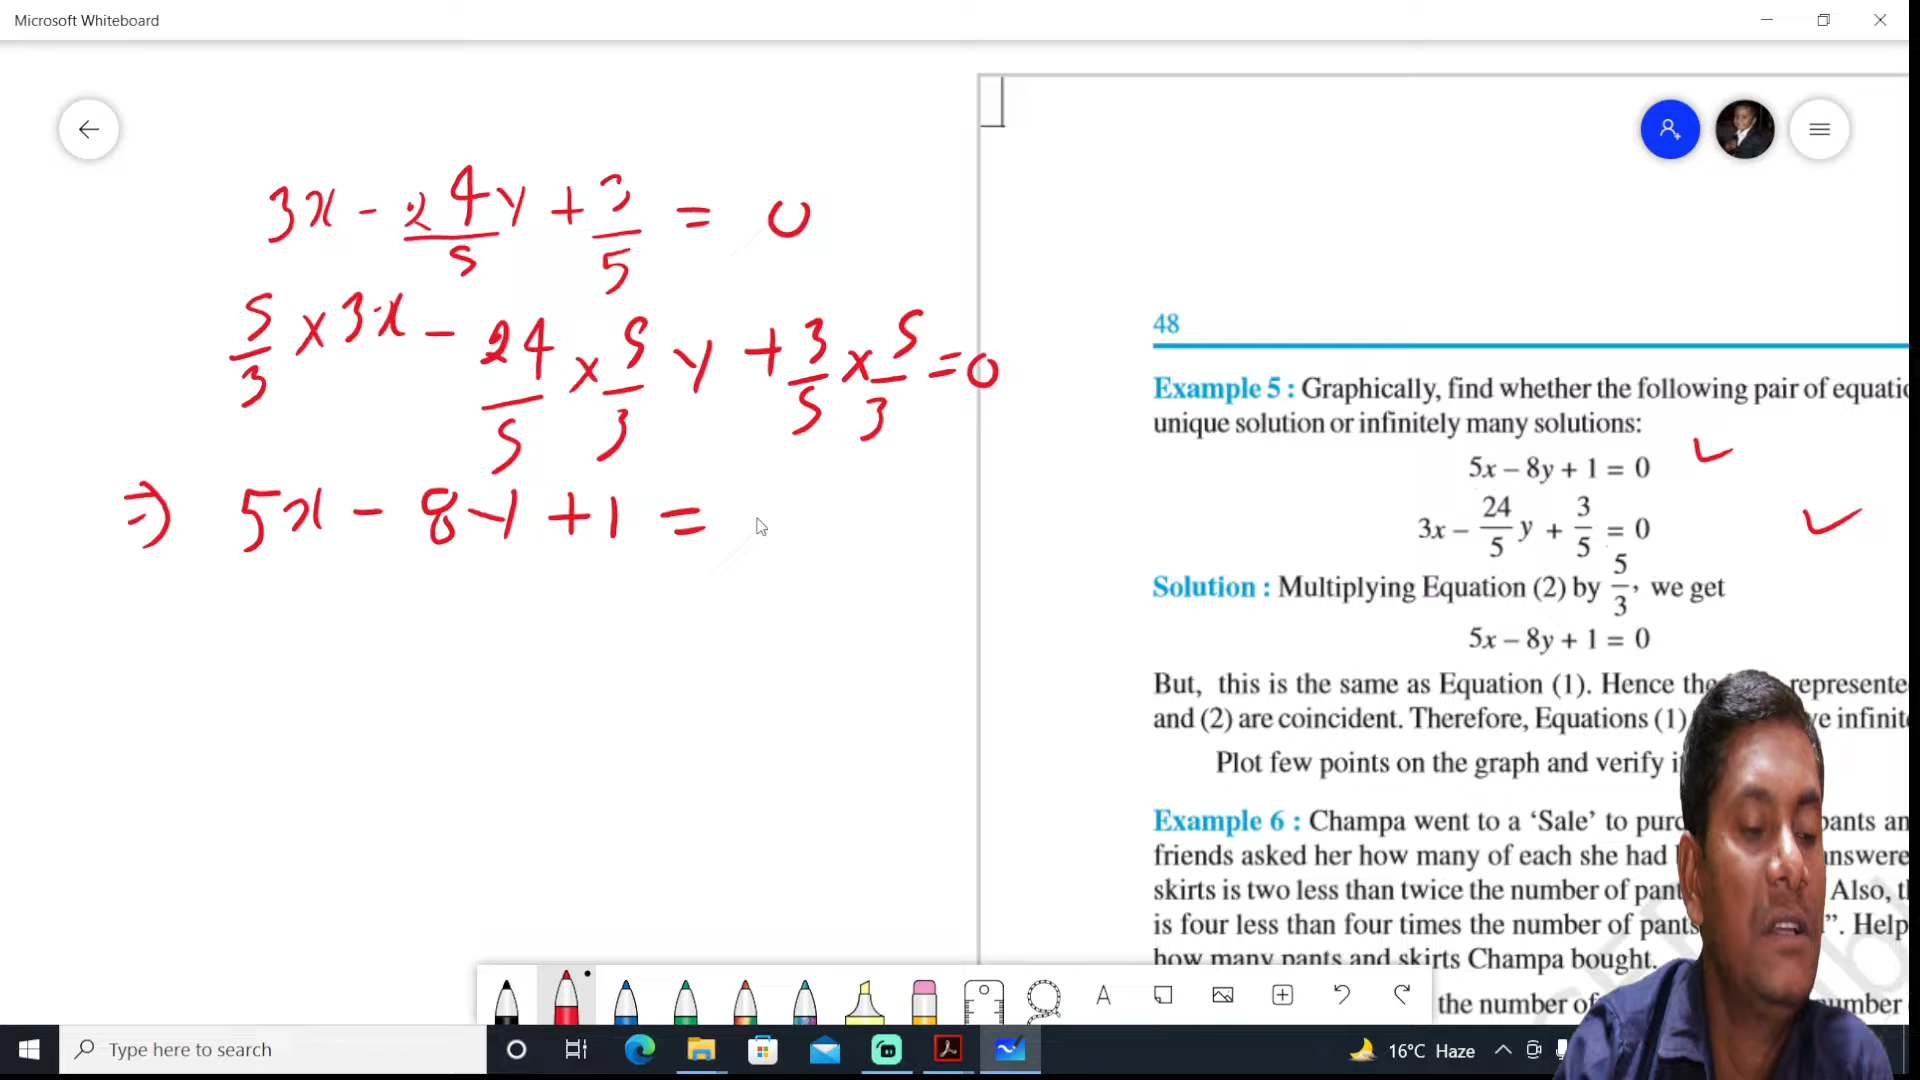 Microsoft Whiteboard
3x - 24/5 y + 3/5 = 0
5/3 × 3x - 24/5 × 5/3 y + 3/5 × 5/3 = 0
⇒ 5x - 8y + 1 =
48
Example 5 : Graphically, find whether the following pair of equatio
unique solution or infinitely many solutions:
5x – 8y + 1 = 0
3x – 24/5 y + 3/5 = 0
Solution : Multiplying Equation (2) by 5/3, we get
5x – 8y + 1 = 0
But, this is the same as Equation (1). Hence the represente
and (2) are coincident. Therefore, Equations (1) infinit
Plot few points on the graph and verify i
Example 6 : Champa went to a ‘Sale’ to purc pants an
friends asked her how many of each she had answere
skirts is two less than twice the number of pant Also, t
is four less than four times the number of pants ”. Help
how many pants and skirts Champa bought.
the number of number
Type here to search
16°C Haze